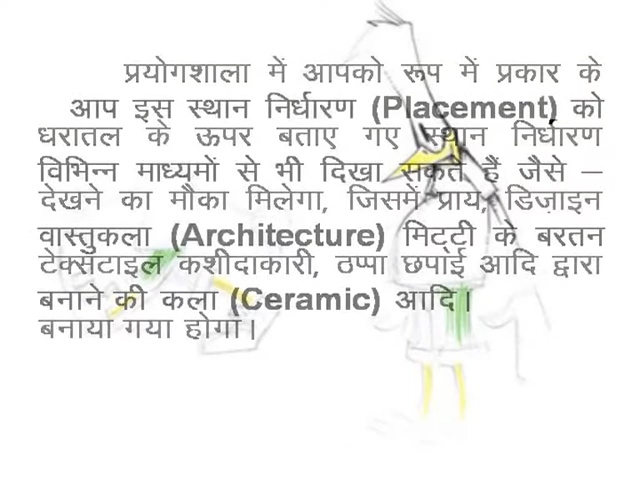 प्रयोगशाला में आपको रूप में प्रकार के
आप इस स्थान निर्धारण (Placement) को
धरातल के ऊपर बताए गए स्थान निर्धारण
विभिन्न माध्यमों से भी दिखा सकते हैं जैसे –
देखने का मौका मिलेगा, जिसमें प्राय, डिज़ाइन
वास्तुकला (Architecture) मिट्टी के बरतन
टेक्सटाइल कशीदाकारी, ठप्पा छपाई आदि द्वारा
बनाने की कला (Ceramic) आदि।
बनाया गया होगा।